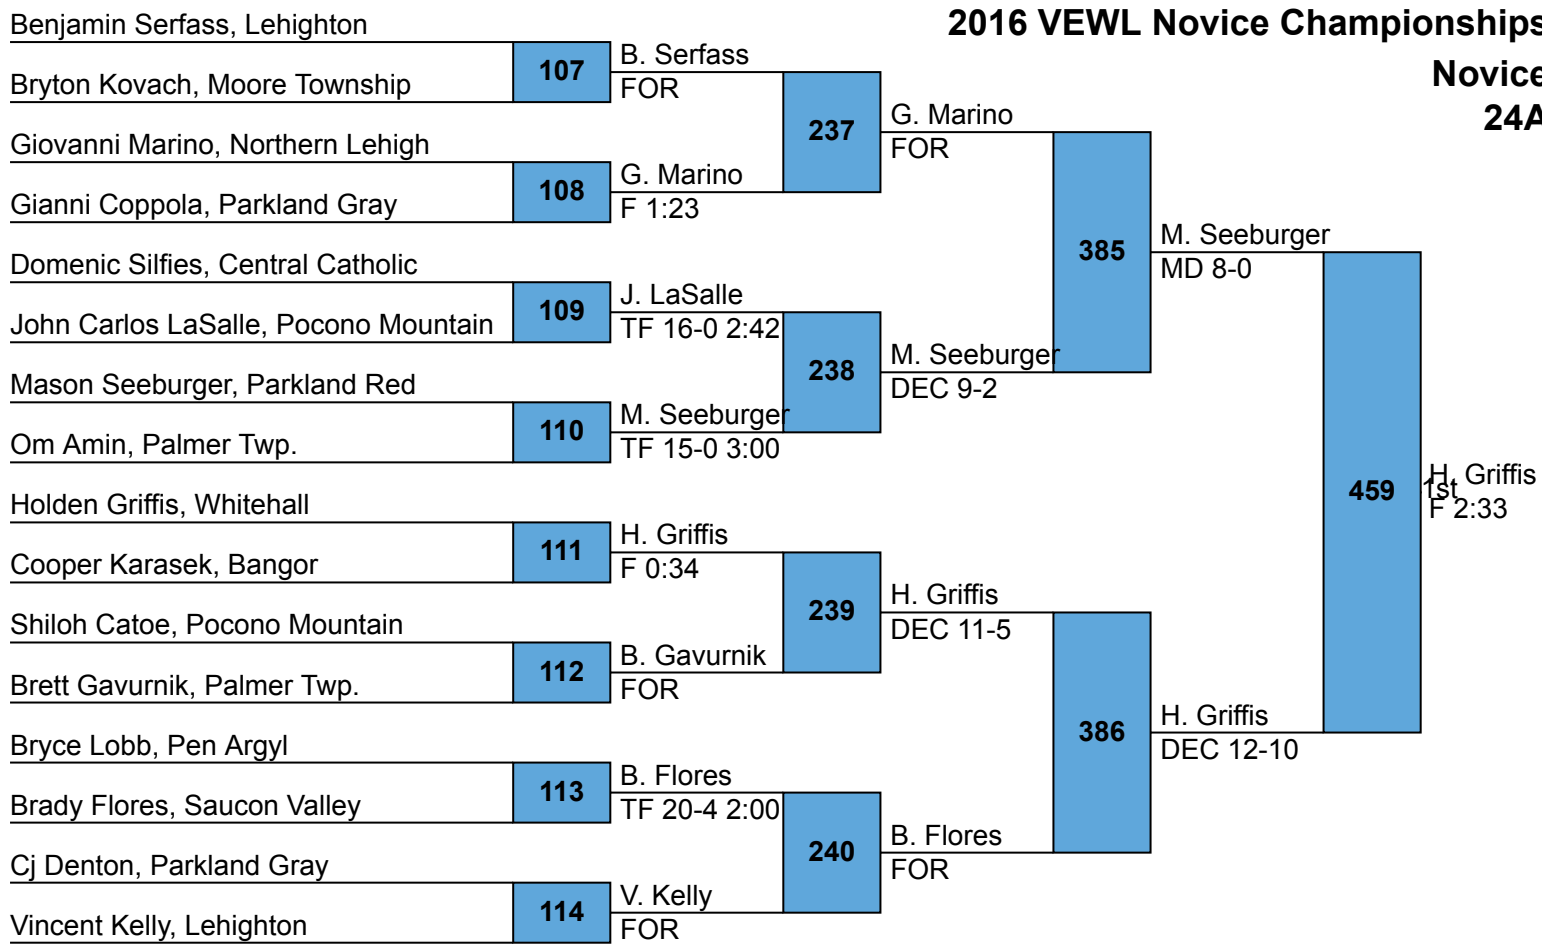 2016 VEWL Novice Championships
Novice
24A
Benjamin Serfass, Lehighton
Bryton Kovach, Moore Township
Giovanni Marino, Northern Lehigh
Gianni Coppola, Parkland Gray
Domenic Silfies, Central Catholic
John Carlos LaSalle, Pocono Mountain
Mason Seeburger, Parkland Red
Om Amin, Palmer Twp.
Holden Griffis, Whitehall
Cooper Karasek, Bangor
Shiloh Catoe, Pocono Mountain
Brett Gavurnik, Palmer Twp.
Bryce Lobb, Pen Argyl
Brady Flores, Saucon Valley
Cj Denton, Parkland Gray
Vincent Kelly, Lehighton
107
108
109
110
111
112
113
114
B. Serfass
FOR
G. Marino
F 1:23
J. LaSalle
TF 16-0 2:42
M. Seeburger
TF 15-0 3:00
H. Griffis
F 0:34
B. Gavurnik
FOR
B. Flores
TF 20-4 2:00
V. Kelly
FOR
237
238
239
240
G. Marino
FOR
M. Seeburger
DEC 9-2
H. Griffis
DEC 11-5
B. Flores
FOR
385
386
M. Seeburger
MD 8-0
H. Griffis
DEC 12-10
459
1st
H. Griffis
F 2:33